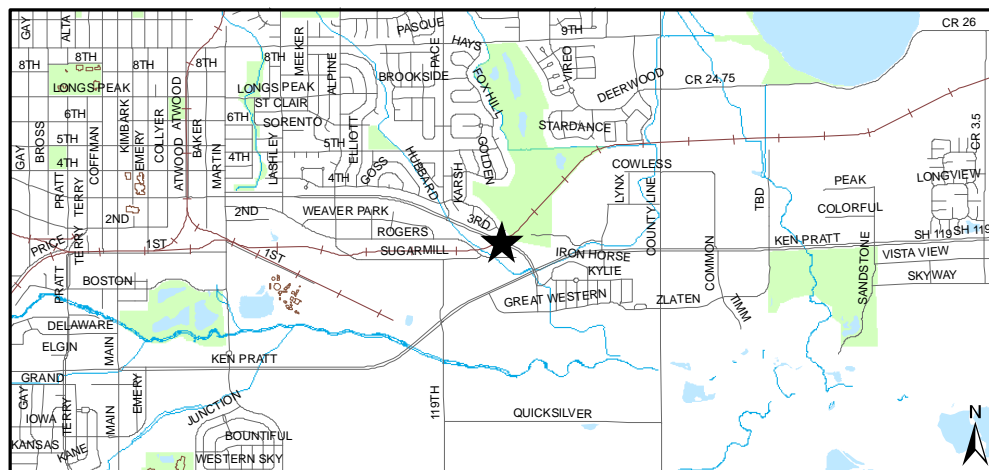 GAY
ALTA
8TH
8TH
8TH
8TH
8TH
MEEKER
ALPINE
PASQUE
PACE
HAYS
9TH
VIREO
CR 26
LONGS PEAK
LONGS PEAK
BROOKSIDE
FOX HILL
DEERWOOD
CR 24.75
ST CLAIR
6TH
6TH
SORENTO
STARDANCE
GAY
BROSS
5TH
4TH
COFFMAN
KIMBARK
EMERY
COLLYER
ATWOOD
ATWOOD
BAKER
MARTIN
4TH
LASHLEY
5TH
4TH
ELLIOTT
GOSS
HUBBARD
KARSH
GOLDEN
COWLESS
LYNX
COUNTY LINE
TBD
PEAK
COLORFUL
LONGVIEW
CR 3.5
PRATT
TERRY
2ND
2ND
WEAVER PARK
ROGERS
3RD
SUGARMILL
PRICE
TERRY
1ST
1ST
IRON HORSE
KYLIE
COMMON
KEN PRATT
SH 119
SH 119
VISTA VIEW
SKYWAY
SANDSTONE
PRATT
BOSTON
GREAT WESTERN
ZLATEN
TIMM
DELAWARE
ELGIN
MAIN
KEN PRATT
GRAND
GAY
IOWA
TERRY
MAIN
EMERY
JUNCTION
119TH
QUICKSILVER
KANSAS
KANE
BOUNTIFUL
WESTERN SKY
N